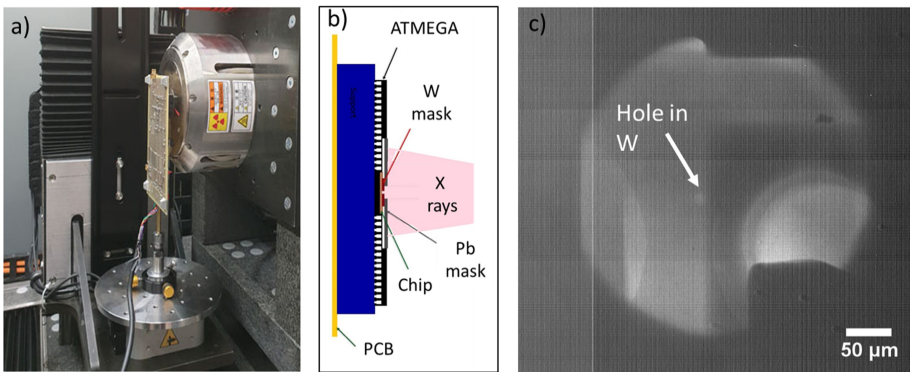 a)
b)
ATMEGA
W
mask
X
rays
Pb
mask
Chip
PCB
c)
Hole in
W
50 µm